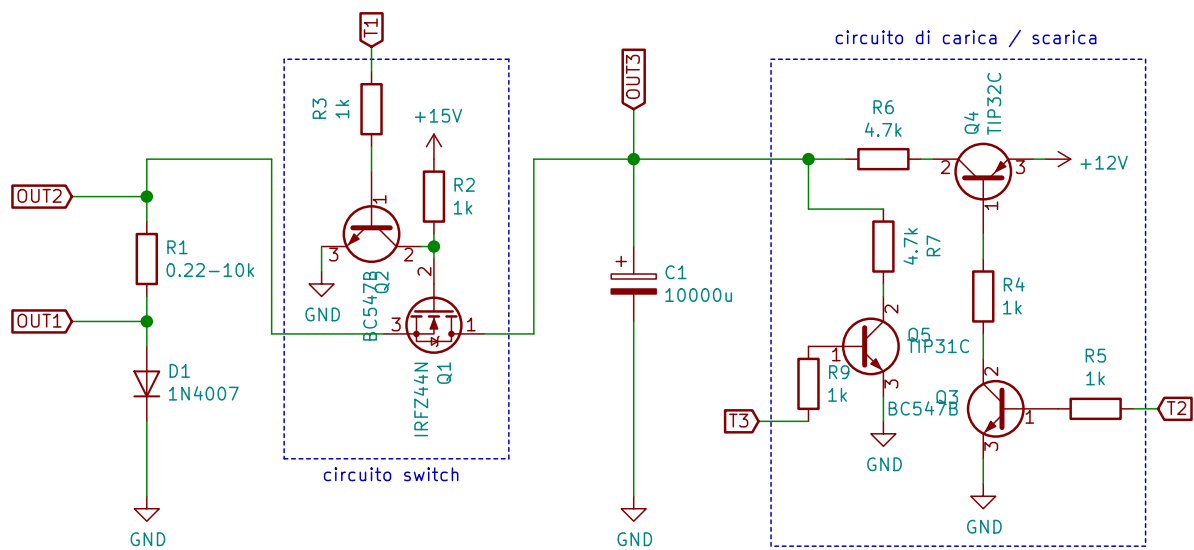 circuito di carica / scarica
T1
OUT3
R3
1k
+15V
R6
4.7k
Q4
TIP32C
2
3
+12V
1
OUT2
R1
0.22-10k
1
R2
1k
3
2
GND
BC547B
Q2
2
4.7k
R7
C1
10000u
+
R4
1k
OUT1
3
1
IRFZ44N
Q1
2
1
Q5
TIP31C
3
D1
1N4007
R9
1k
T3
BC547B
Q3
2
1
3
R5
1k
T2
GND
circuito switch
GND
GND
GND